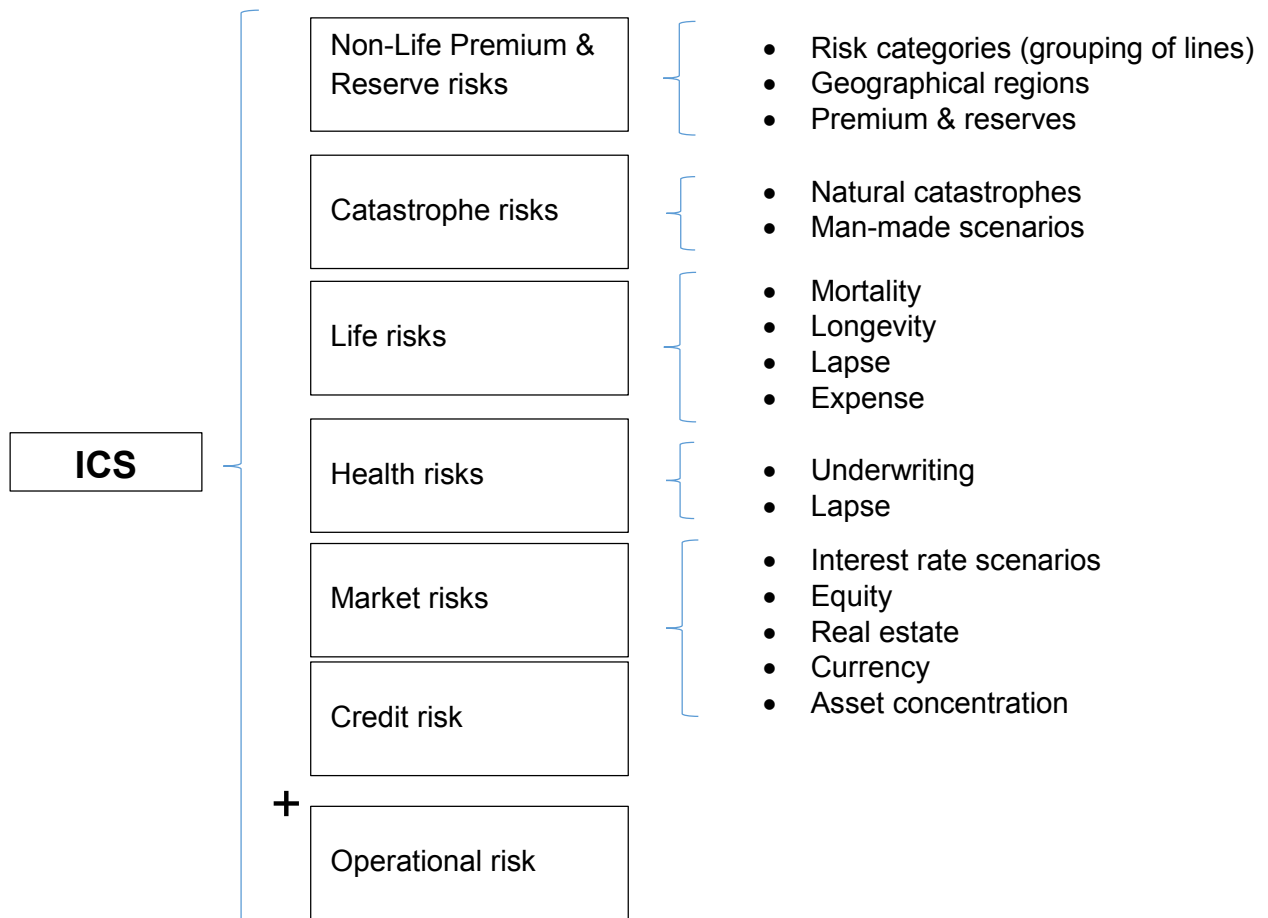 Non-Life Premium &
Reserve risks
• Risk categories (grouping of lines)
• Geographical regions
• Premium & reserves
Catastrophe risks
• Natural catastrophes
• Man-made scenarios
Life risks
• Mortality
• Longevity
• Lapse
• Expense
ICS
Health risks
• Underwriting
• Lapse
Market risks
• Interest rate scenarios
• Equity
• Real estate
• Currency
• Asset concentration
Credit risk
+
Operational risk